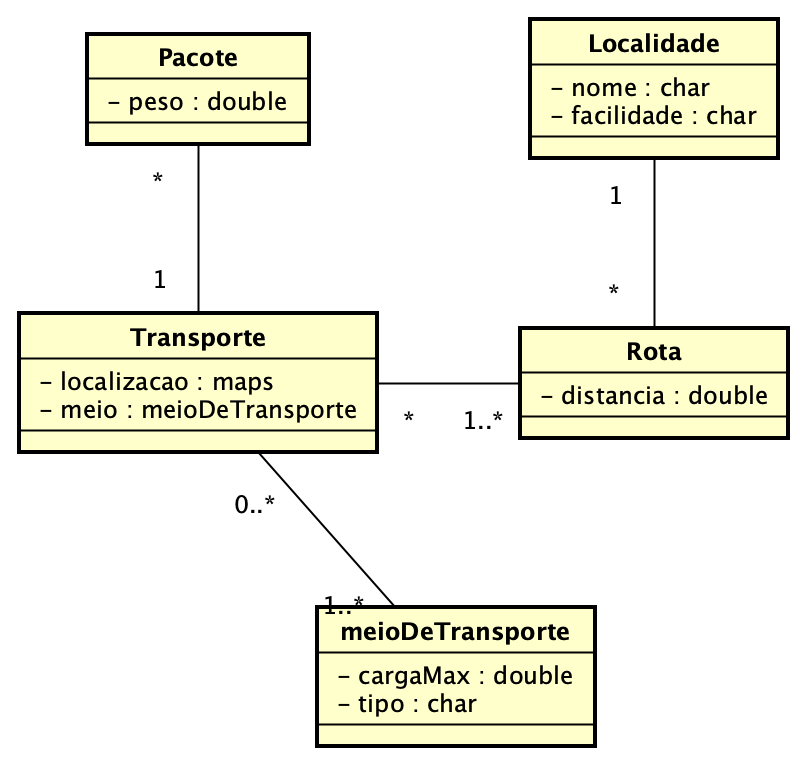 Pacote
- peso : double
Localidade
- nome : char
- facilidade : char
*
1
1
*
Transporte
- localizacao : maps
- meio : meioDeTransporte
Rota
- distancia : double
*
1..*
0..*
1..*
meioDeTransporte
- cargaMax : double
- tipo : char